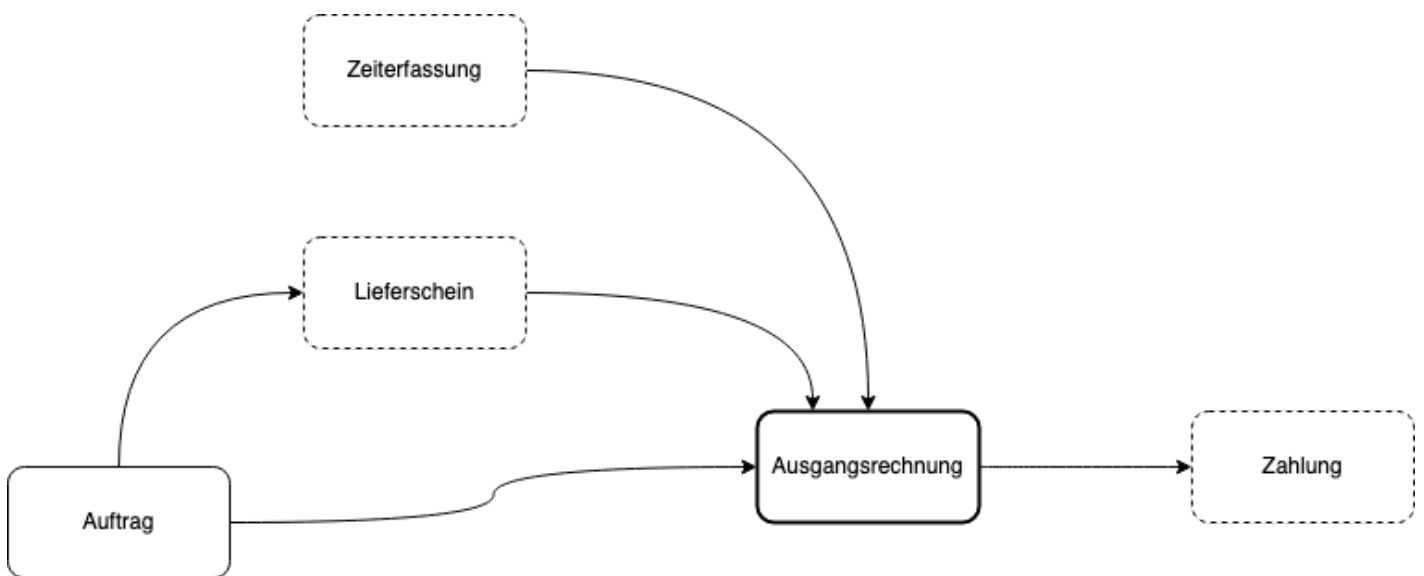 Zeiterfassung
Lieferschein
Ausgangsrechnung
Zahlung
Auftrag